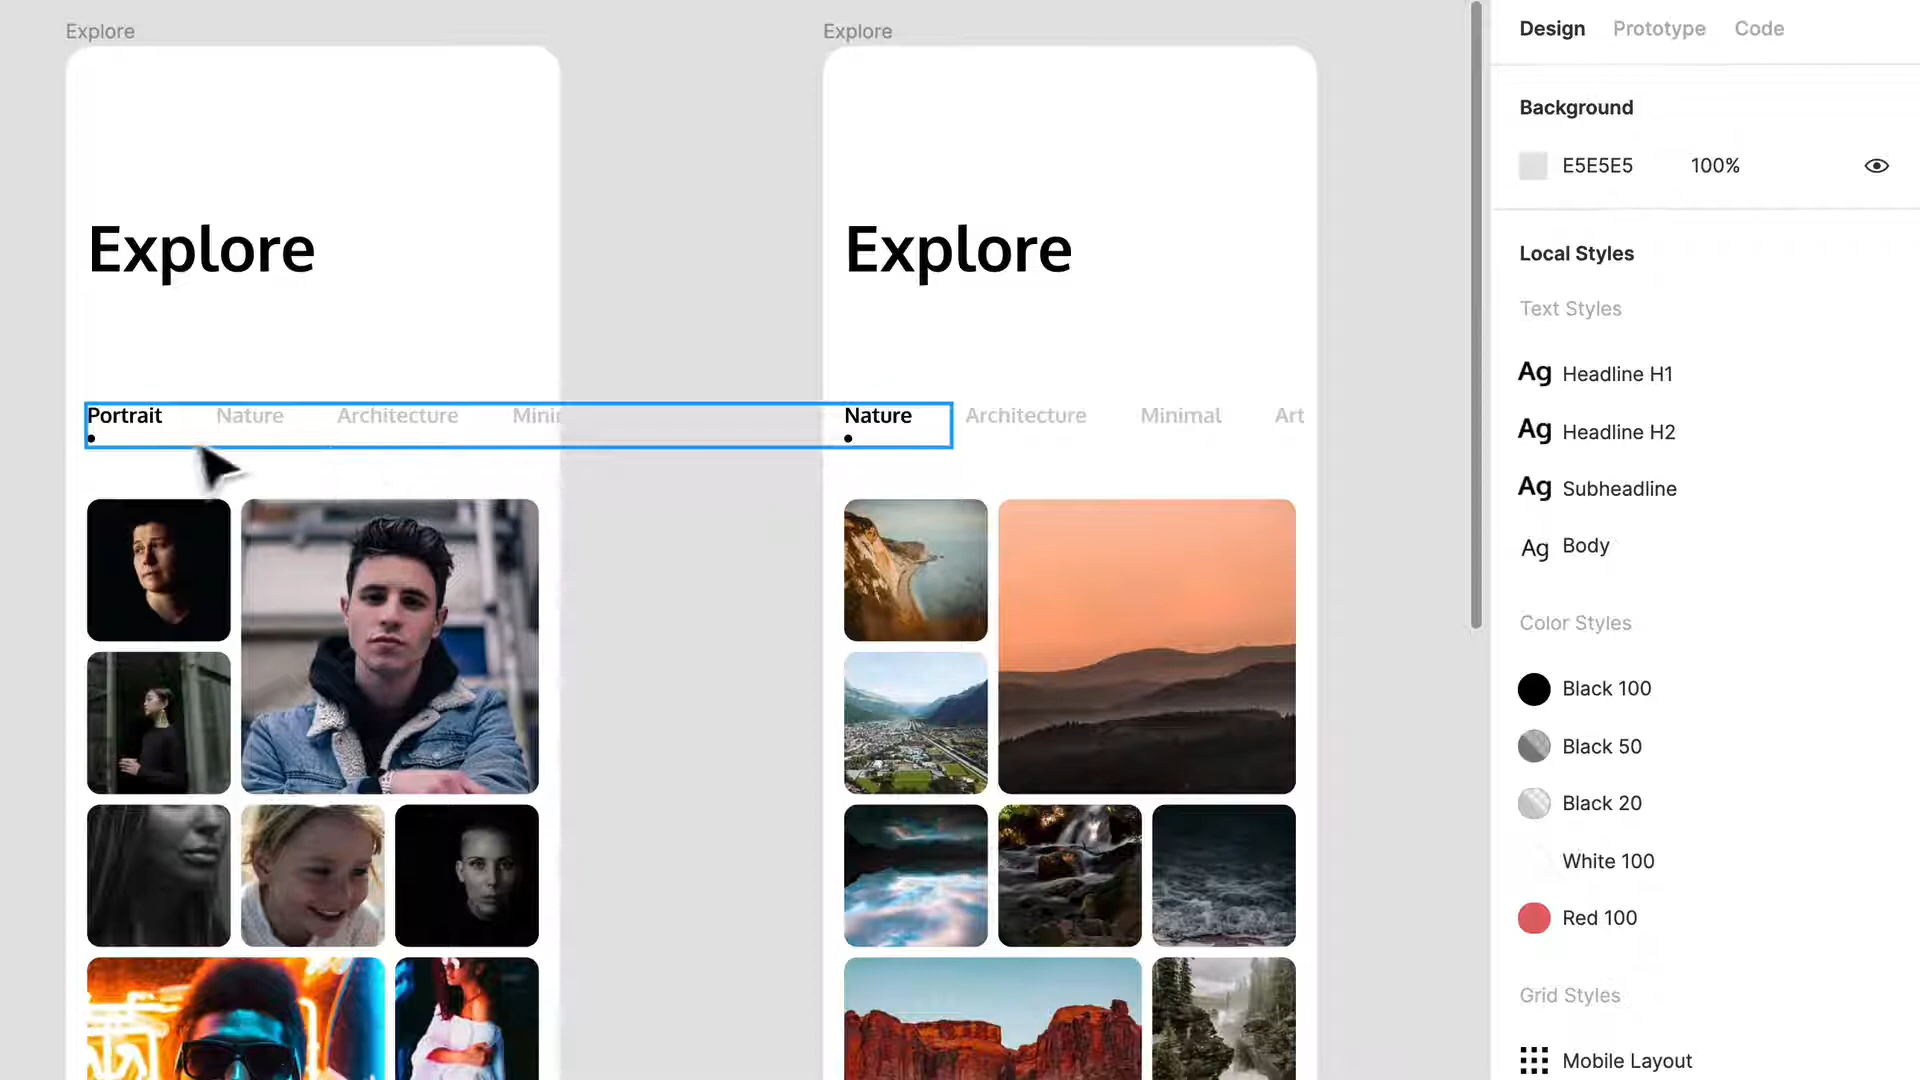 Explore
Explore
Portrait Nature Architecture Minir
Explore
Explore
Nature Architecture Minimal Art
Design Prototype Code
Background
E5E5E5 100%
Local Styles
Text Styles
Ag Headline H1
Ag Headline H2
Ag Subheadline
Ag Body
Color Styles
Black 100
Black 50
Black 20
White 100
Red 100
Grid Styles
Mobile Layout